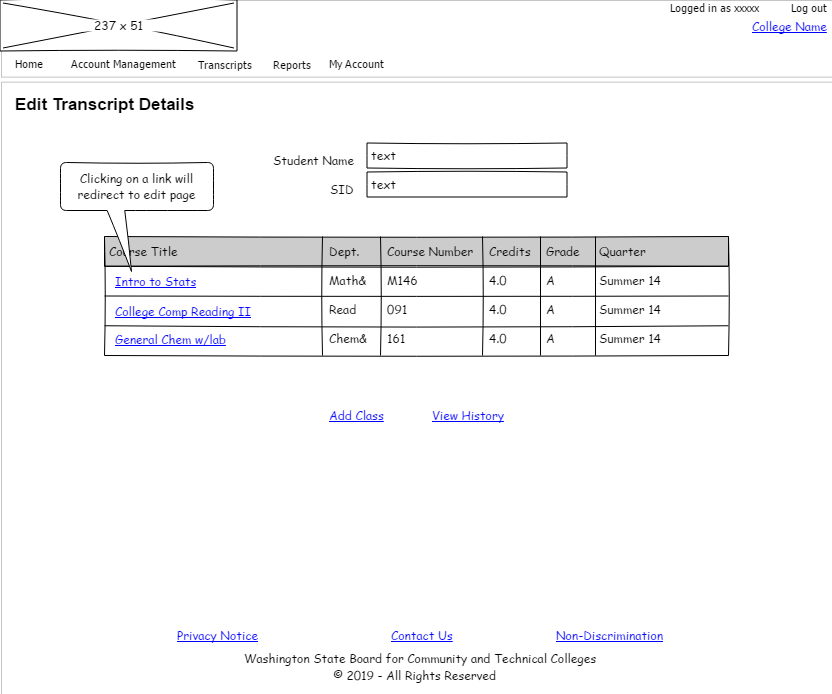 237 x 51
Logged in as xxxxx Log out
College Name
Home Account Management Transcripts Reports My Account
Edit Transcript Details
Student Name text
SID text
Clicking on a link will
redirect to edit page
Course Title Dept. Course Number Credits Grade Quarter
Intro to Stats Math& M146 4.0 A Summer 14
College Comp Reading II Read 091 4.0 A Summer 14
General Chem w/lab Chem& 161 4.0 A Summer 14
Add Class View History
Privacy Notice Contact Us Non-Discrimination
Washington State Board for Community and Technical Colleges
© 2019 - All Rights Reserved